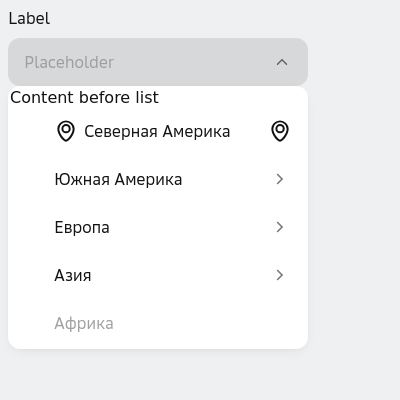 Label
Placeholder
Content before list
Северная Америка
Южная Америка
Европа
Азия
Африка